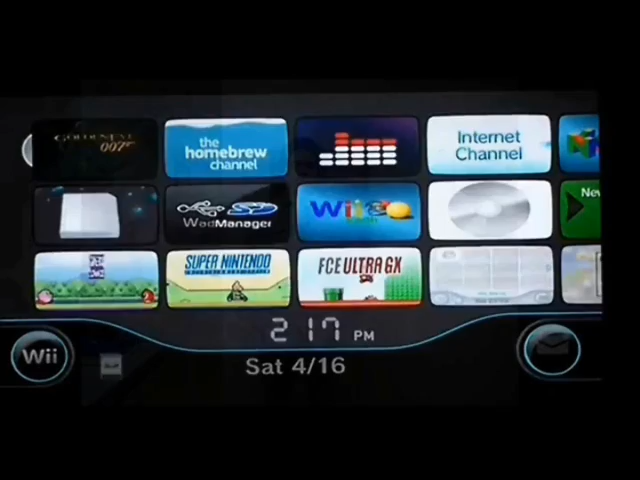 GOLDENEYE
007
the
homebrew
channel
Internet
Channel
WadManager
Wii
New
SUPER NINTENDO
FCE ULTRA GX
2:17 PM
Wii
Sat 4/16